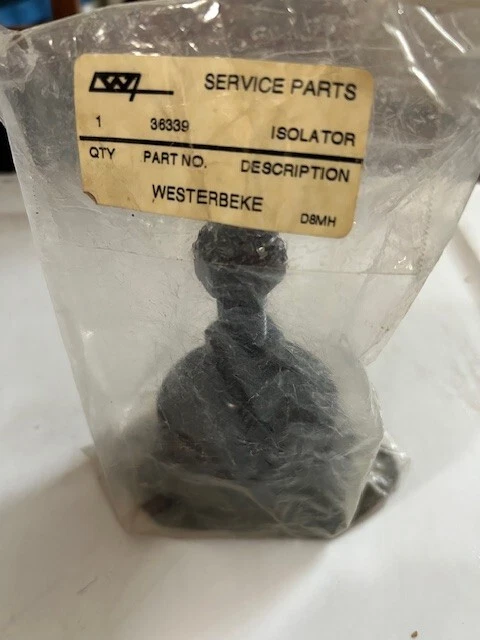 SERVICE PARTS
1 36339 ISOLATOR
QTY PART NO. DESCRIPTION
WESTERBEKE D8MH